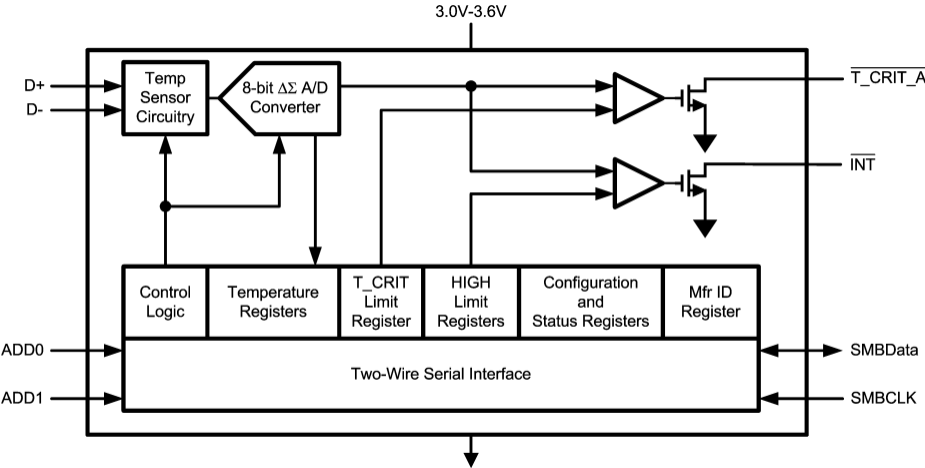 3.0V-3.6V
D+
D-
Temp
Sensor
Circuitry
8-bit ΔΣ A/D
Converter
T_CRIT_A
INT
Control
Logic
Temperature
Registers
T_CRIT
Limit
Register
HIGH
Limit
Registers
Configuration
and
Status Registers
Mfr ID
Register
ADD0
ADD1
Two-Wire Serial Interface
SMBData
SMBCLK